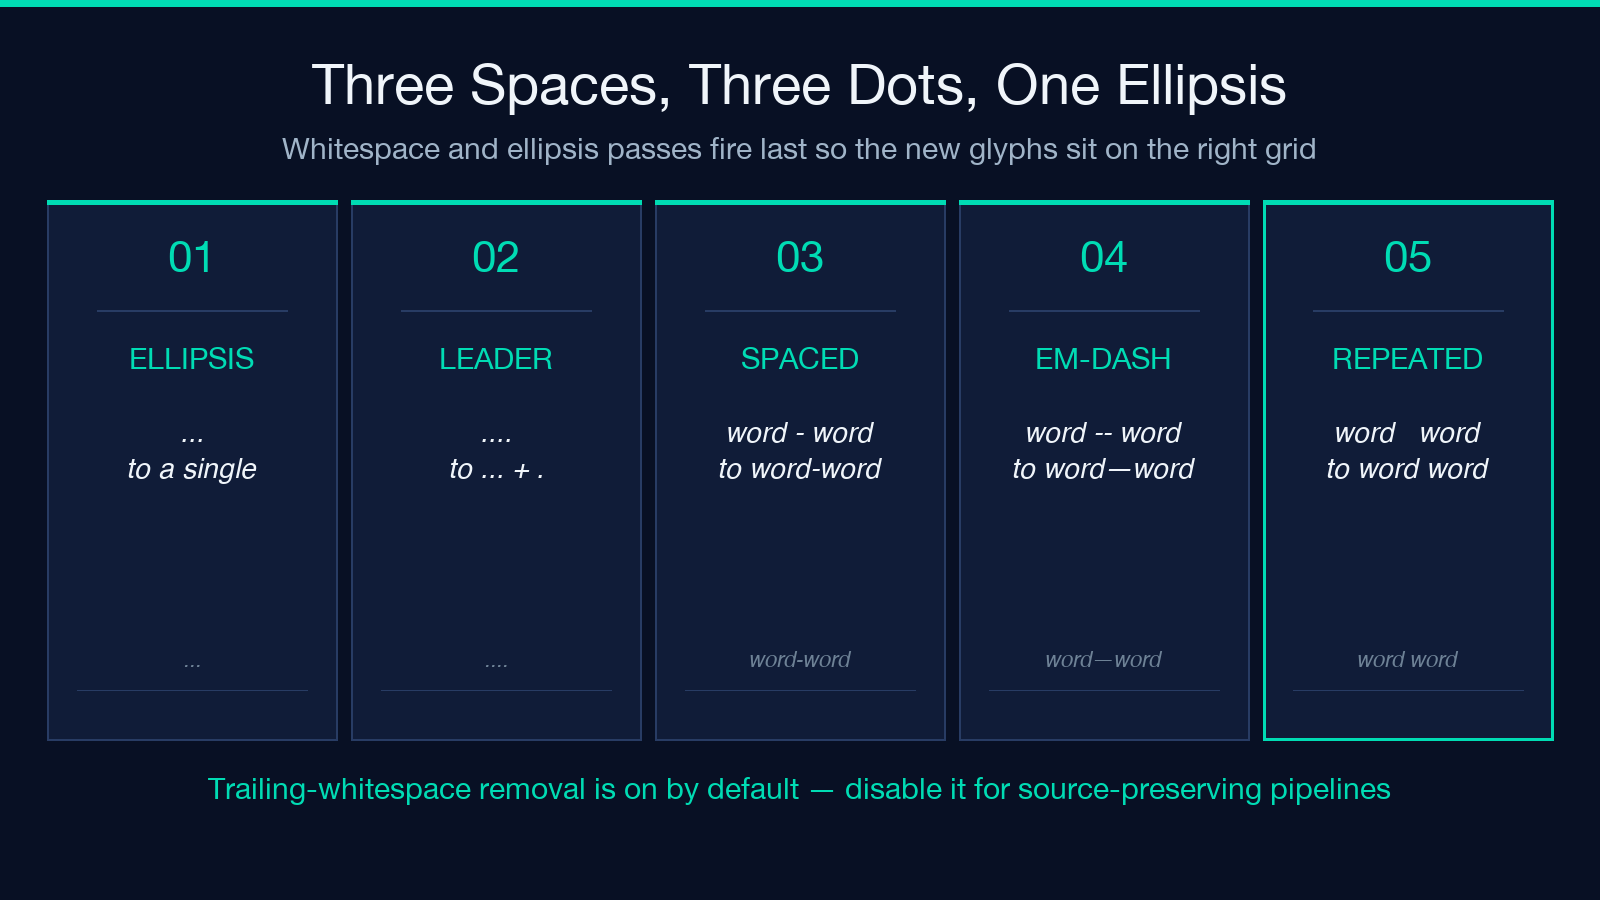 Three Spaces, Three Dots, One Ellipsis
Whitespace and ellipsis passes fire last so the new glyphs sit on the right grid
01
ELLIPSIS
...
to a single
...
02
LEADER
....
to ... + .
....
03
SPACED
word - word
to word-word
word-word
04
EM-DASH
word -- word
to word—word
word—word
05
REPEATED
word   word
to word word
word word
Trailing-whitespace removal is on by default — disable it for source-preserving pipelines